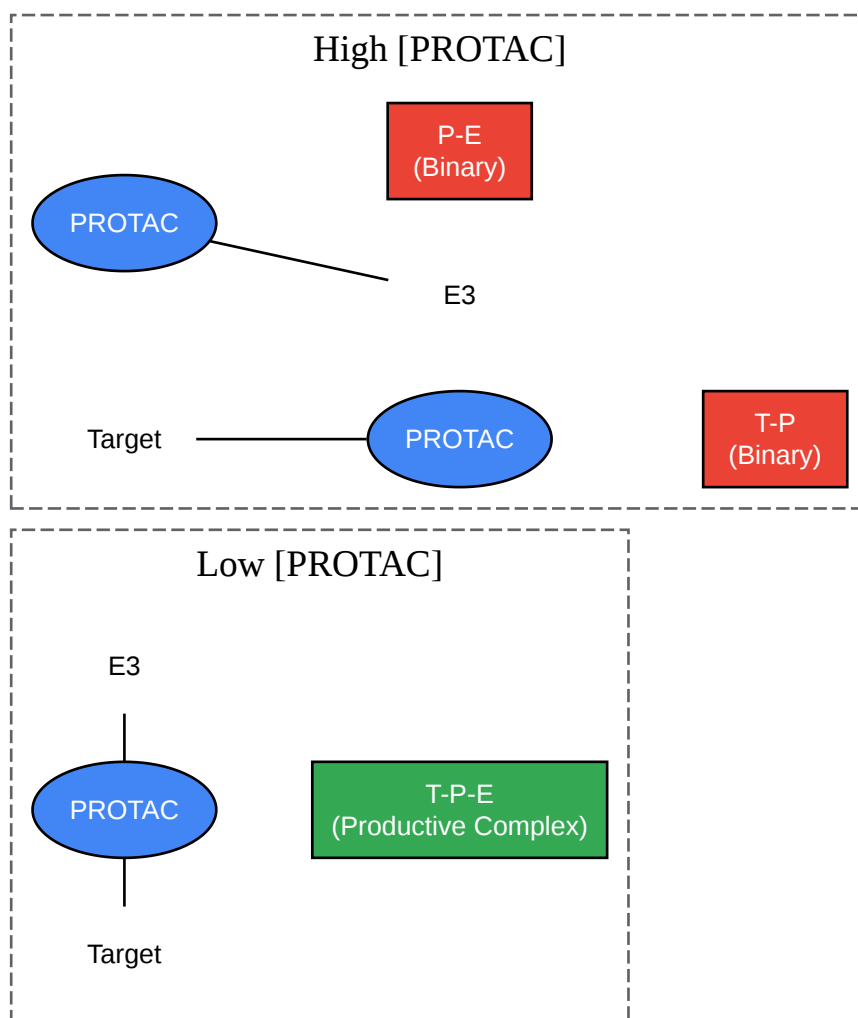 High [PROTAC]
P-E
(Binary)
PROTAC
E3
Target
PROTAC
T-P
(Binary)
Low [PROTAC]
E3
PROTAC
T-P-E
(Productive Complex)
Target